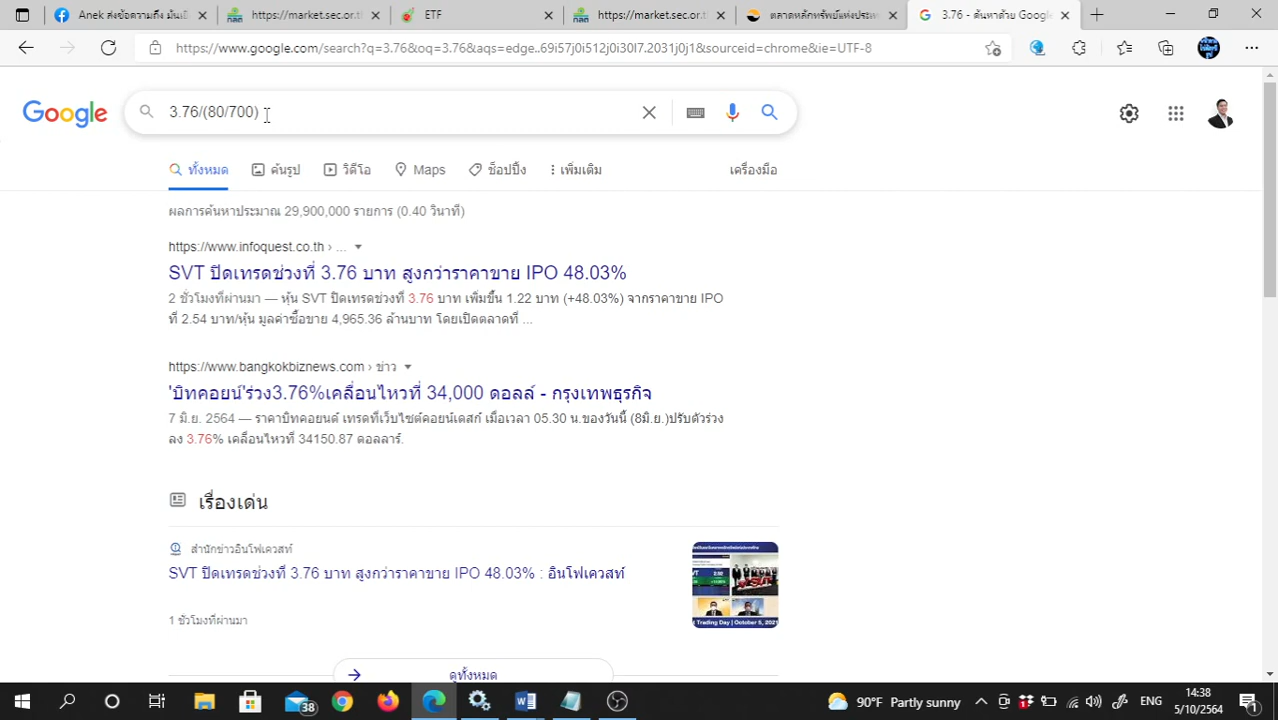 Anek ส่งข้อความถึง มันเอ
https://market.sec.or.th
ETF
https://market.sec.or.t
ตลาดหลักทรัพย์แห่งประเท
3.76 - ค้นหาด้วย Google
https://www.google.com/search?q=3.76&oq=3.76&aqs=edge..69i57j0i512j0i30l7.2031j0j1&sourceid=chrome&ie=UTF-8
Google
3.76/(80/700)
ทั้งหมด
ค้นรูป
วิดีโอ
Maps
ช็อปปิ้ง
เพิ่มเติม
เครื่องมือ
ผลการค้นหาประมาณ 29,900,000 รายการ (0.40 วินาที)
https://www.infoquest.co.th › ...
SVT ปิดเทรดช่วงที่ 3.76 บาท สูงกว่าราคาขาย IPO 48.03%
2 ชั่วโมงที่ผ่านมา — หุ้น SVT ปิดเทรดช่วงที่ 3.76 บาท เพิ่มขึ้น 1.22 บาท (+48.03%) จากราคาขาย IPO
ที่ 2.54 บาท/หุ้น มูลค่าซื้อขาย 4,965.36 ล้านบาท โดยเปิดตลาดที่ ...
https://www.bangkokbiznews.com › ข่าว
'บิทคอยน์'ร่วง3.76%เคลื่อนไหวที่ 34,000 ดอลล์ - กรุงเทพธุรกิจ
7 มิ.ย. 2564 — ราคาบิทคอยนด์ เทรดที่เว็บไซต์คอยน์เดสก์ เมื่อเวลา 05.30 น.ของวันนี้ (8มิ.ย.)ปรับตัวร่วง
ลง 3.76% เคลื่อนไหวที่ 34150.87 ดอลลาร์.
เรื่องเด่น
สำนักข่าวอินโฟเควสท์
SVT ปิดเทรดช่วงที่ 3.76 บาท สูงกว่าราคาขาย IPO 48.03% : อินโฟเควสท์
1 ชั่วโมงที่ผ่านมา
SVT
Trading Day | October 5, 202
ดูทั้งหมด
38
90°F Partly sunny
ENG
14:38
5/10/2564
1